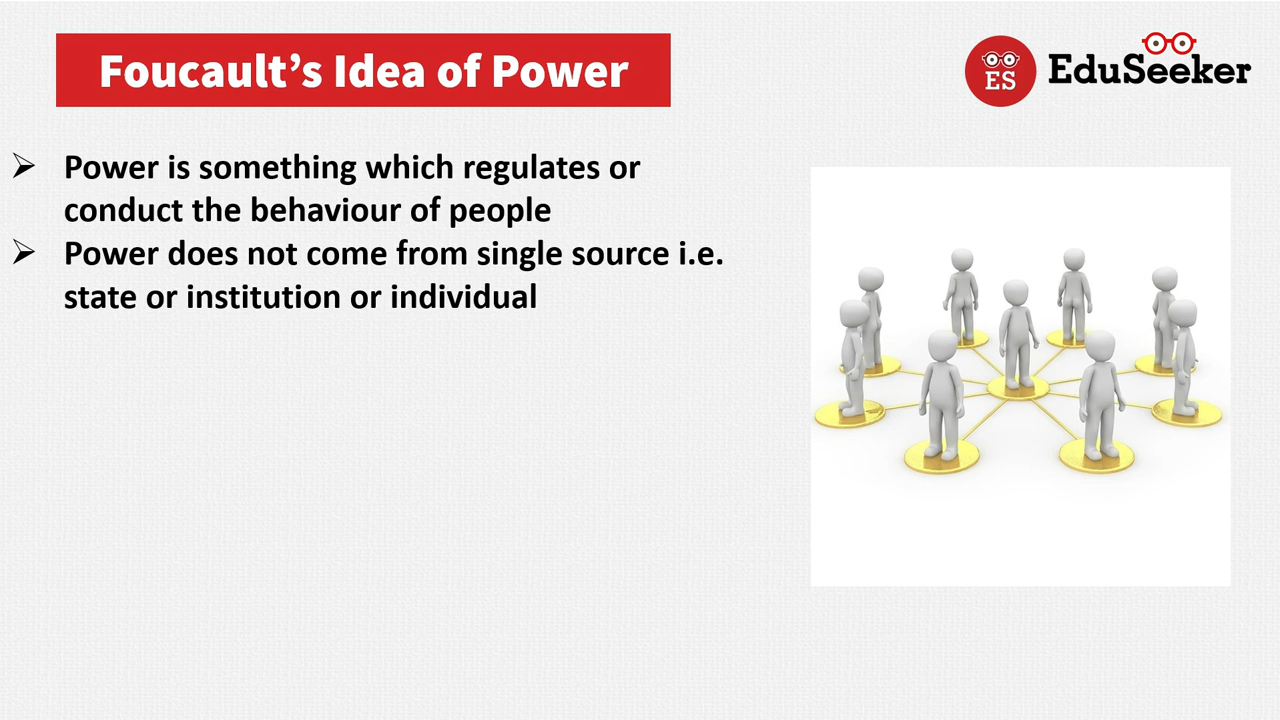 Foucault’s Idea of Power
ES
EduSeeker
Power is something which regulates or
conduct the behaviour of people
Power does not come from single source i.e.
state or institution or individual